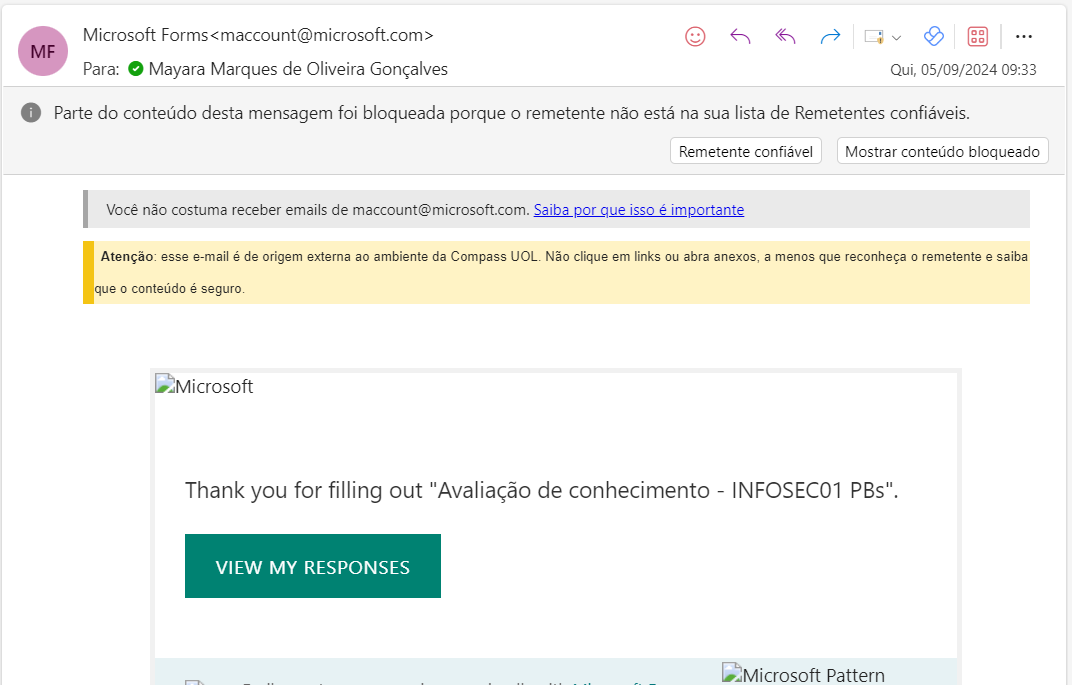 Microsoft Forms<maccount@microsoft.com>
MF
Para: Mayara Marques de Oliveira Gonçalves
Qui, 05/09/2024 09:33
Parte do conteúdo desta mensagem foi bloqueada porque o remetente não está na sua lista de Remetentes confiáveis.
Remetente confiável
Mostrar conteúdo bloqueado
Você não costuma receber emails de maccount@microsoft.com. Saiba por que isso é importante
Atenção: esse e-mail é de origem externa ao ambiente da Compass UOL. Não clique em links ou abra anexos, a menos que reconheça o remetente e saiba
que o conteúdo é seguro.
Microsoft
Thank you for filling out "Avaliação de conhecimento - INFOSEC01 PBs".
VIEW MY RESPONSES
Microsoft Pattern